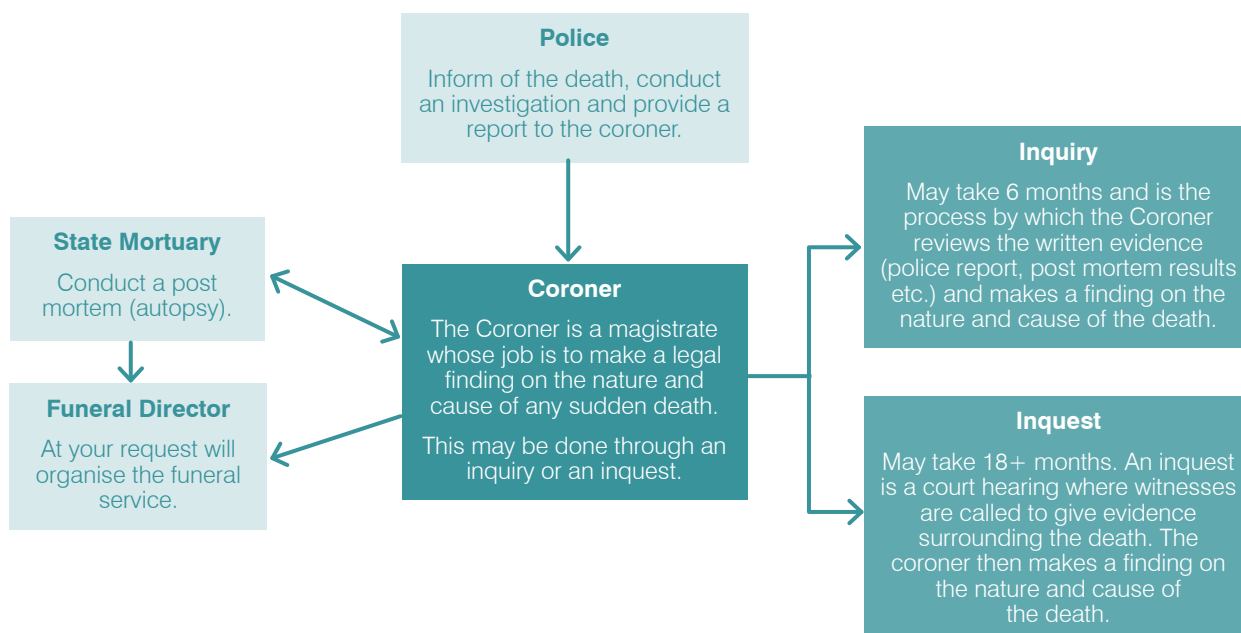 Police
Inform of the death, conduct
an investigation and provide a
report to the coroner.
State Mortuary
Conduct a post
mortem (autopsy).
Funeral Director
At your request will
organise the funeral
service.
Coroner
The Coroner is a magistrate
whose job is to make a legal
finding on the nature and
cause of any sudden death.
This may be done through an
inquiry or an inquest.
Inquiry
May take 6 months and is the
process by which the Coroner
reviews the written evidence
(police report, post mortem results
etc.) and makes a finding on the
nature and cause of the death.
Inquest
May take 18+ months. An inquest
is a court hearing where witnesses
are called to give evidence
surrounding the death. The
coroner then makes a finding on
the nature and cause of
the death.